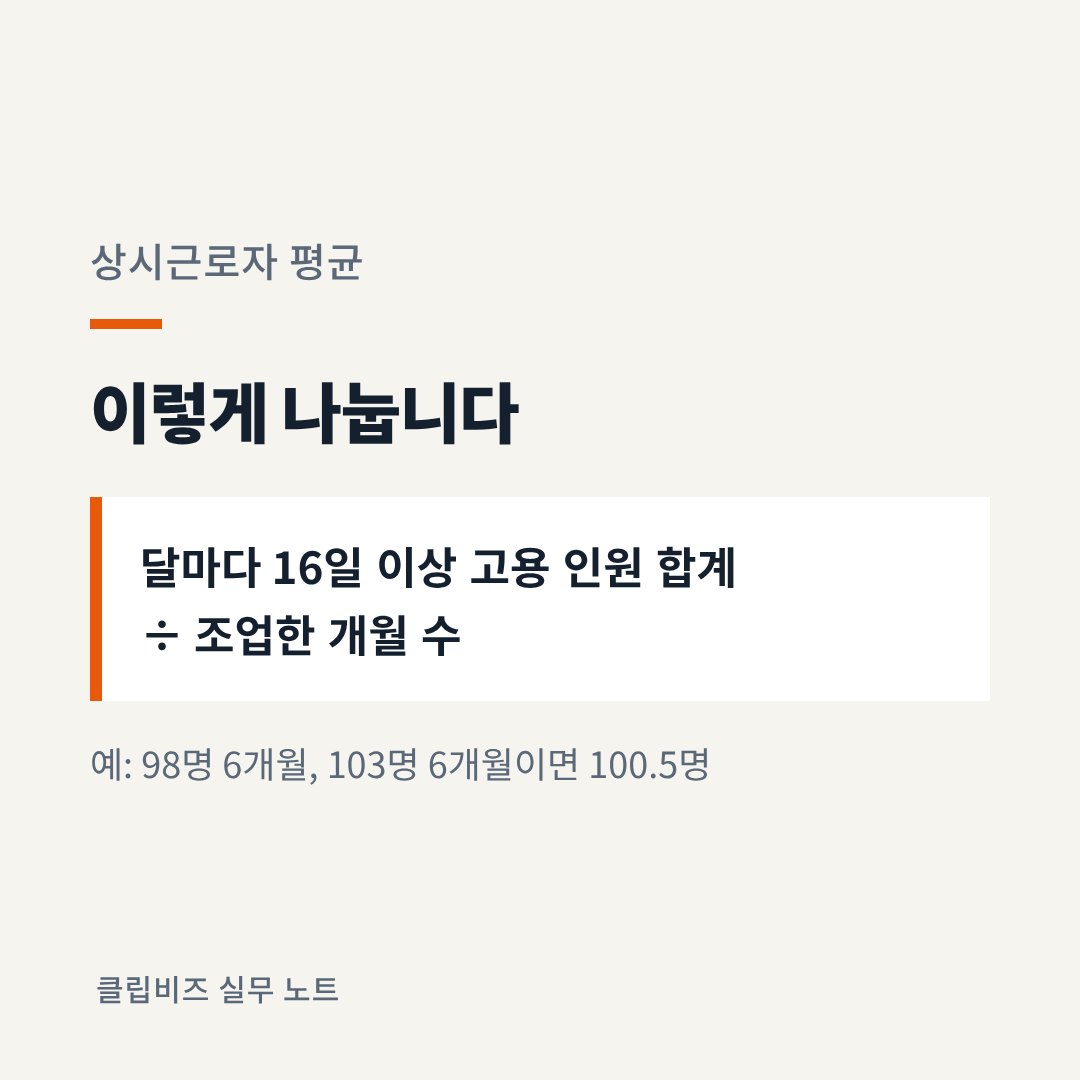 상시근로자 평균
이렇게 나눕니다
달마다 16일 이상 고용 인원 합계
÷ 조업한 개월 수
예: 98명 6개월, 103명 6개월이면 100.5명
클립비즈 실무 노트